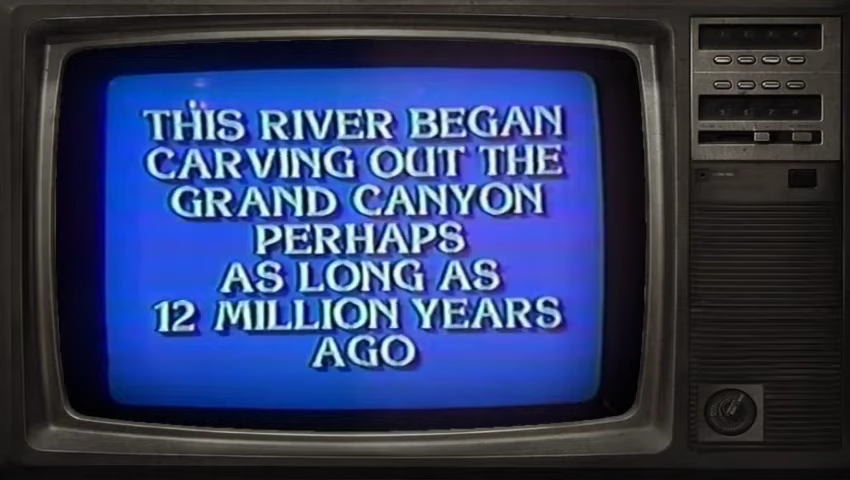 THIS RIVER BEGAN
CARVING OUT THE
GRAND CANYON
PERHAPS
AS LONG AS
12 MILLION YEARS
AGO